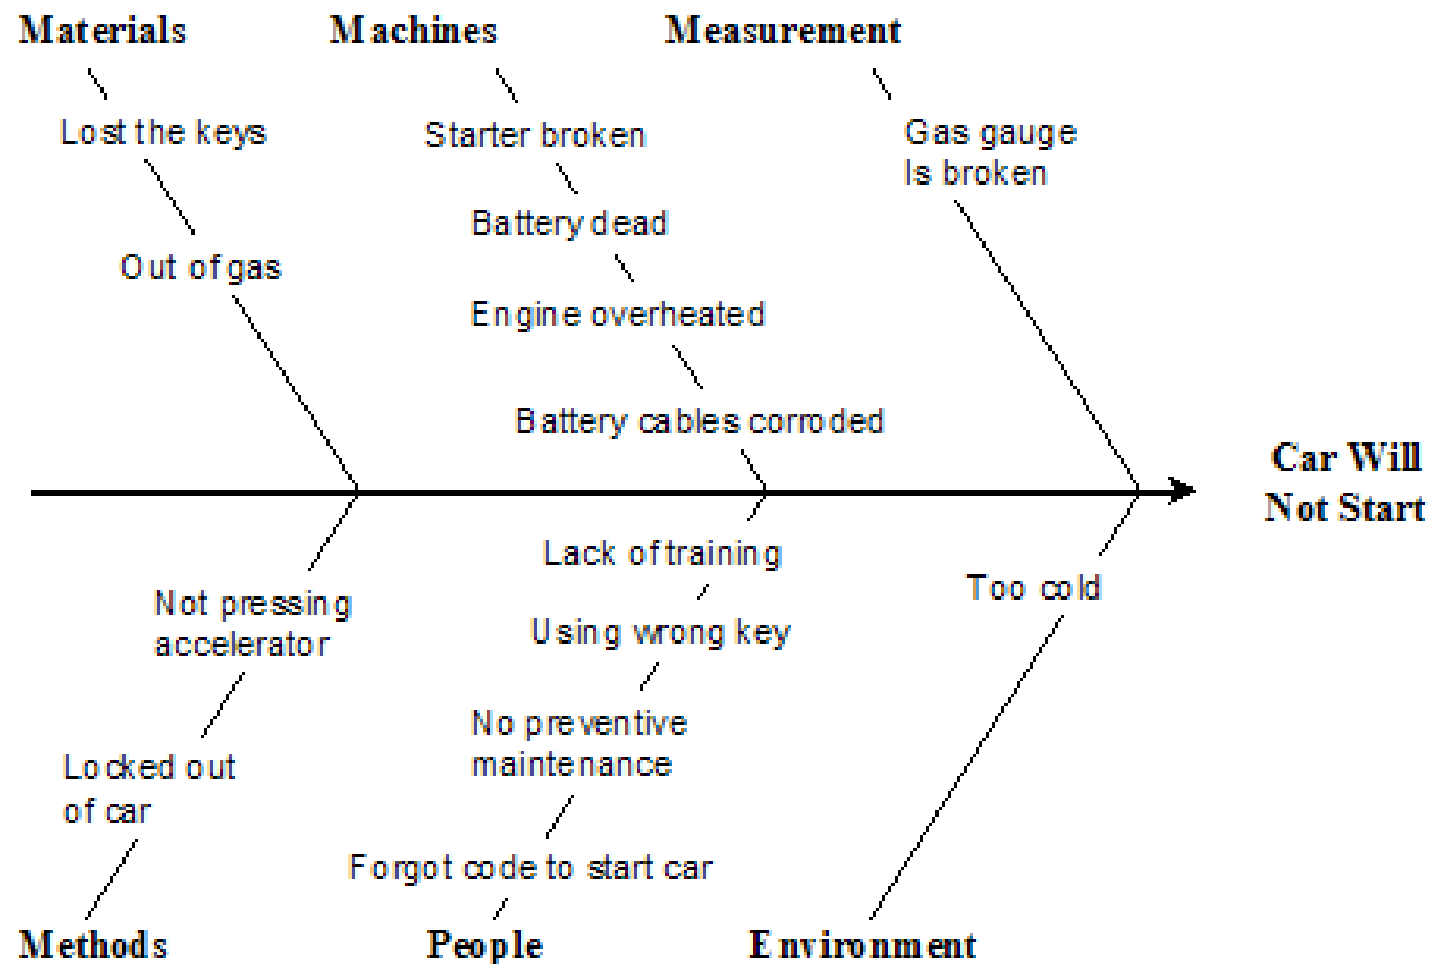 Materials
Machines
Measurement
Lost the keys
Starter broken
Gas gauge
Is broken
Battery dead
Out of gas
Engine overheated
Battery cables corroded
Car Will
Not Start
Lack of training
Too cold
Not pressing
accelerator
Using wrong key
No preventive
maintenance
Locked out
of car
Forgot code to start car
Methods
People
Environment